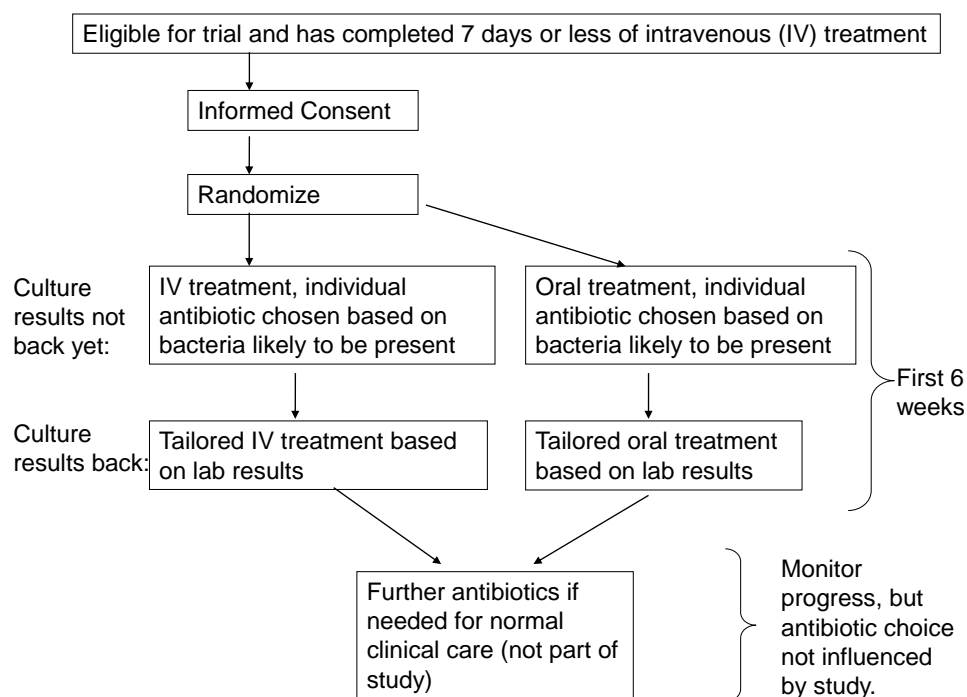 Eligible for trial and has completed 7 days or less of intravenous (IV) treatment
Informed Consent
Randomize
Culture
results not
back yet:
IV treatment, individual
antibiotic chosen based on
bacteria likely to be present
Oral treatment, individual
antibiotic chosen based on
bacteria likely to be present
First 6
weeks
Culture
results back:
Tailored IV treatment based
on lab results
Tailored oral treatment
based on lab results
Further antibiotics if
needed for normal
clinical care (not part of
study)
Monitor
progress, but
antibiotic choice
not influenced
by study.